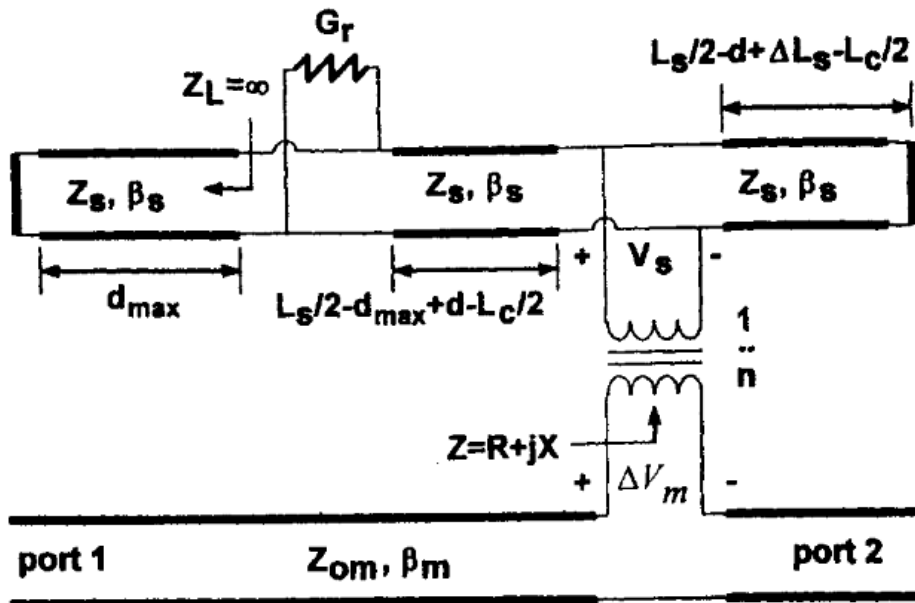 Gr
ZL=∞
Ls/2-d+ΔLs-Lc/2
Zs, βs
Zs, βs
Zs, βs
+ Vs -
dmax
Ls/2-dmax+d-Lc/2
1
..
n
Z=R+jX
+ ΔVm -
port 1
Zom, βm
port 2